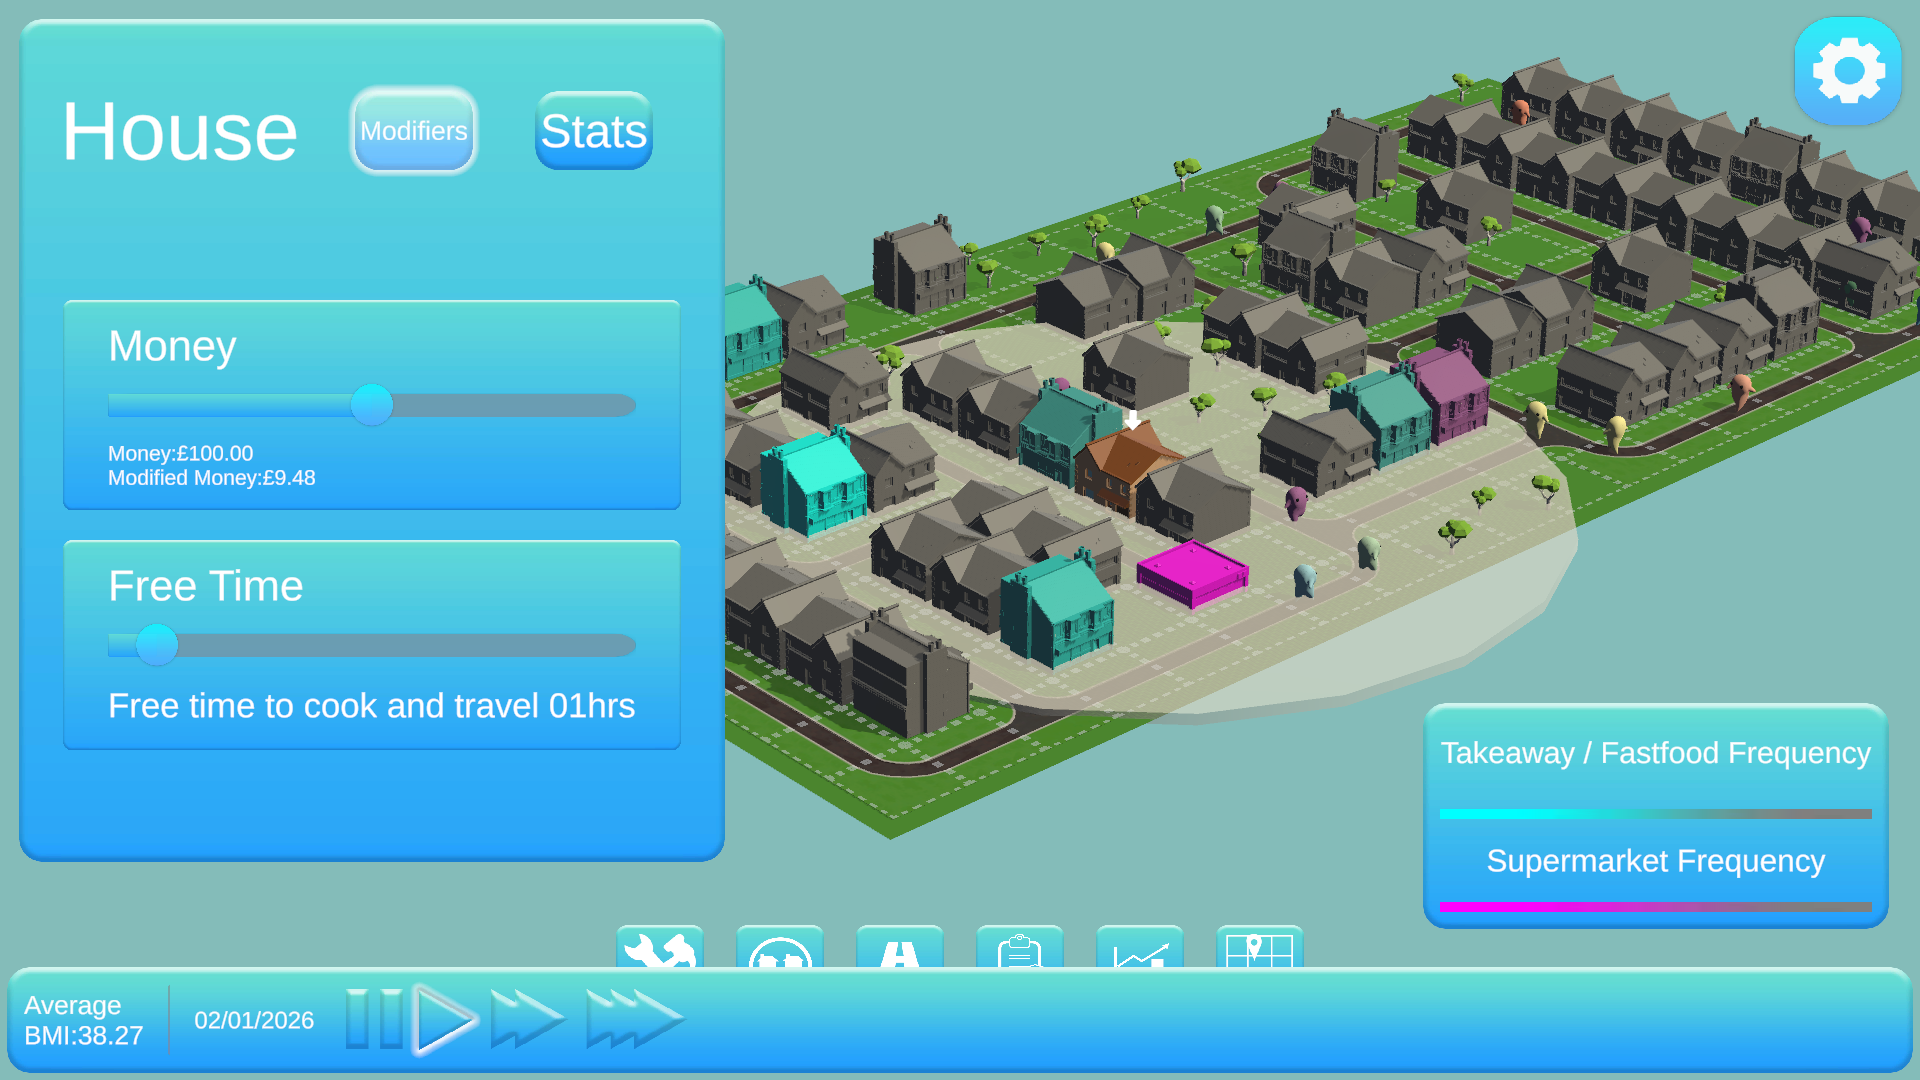 House
Modifiers
Stats
Money
Money:£100.00
Modified Money:£9.48
Free Time
Free time to cook and travel 01hrs
Takeaway / Fastfood Frequency
Supermarket Frequency
Average
BMI:38.27
02/01/2026